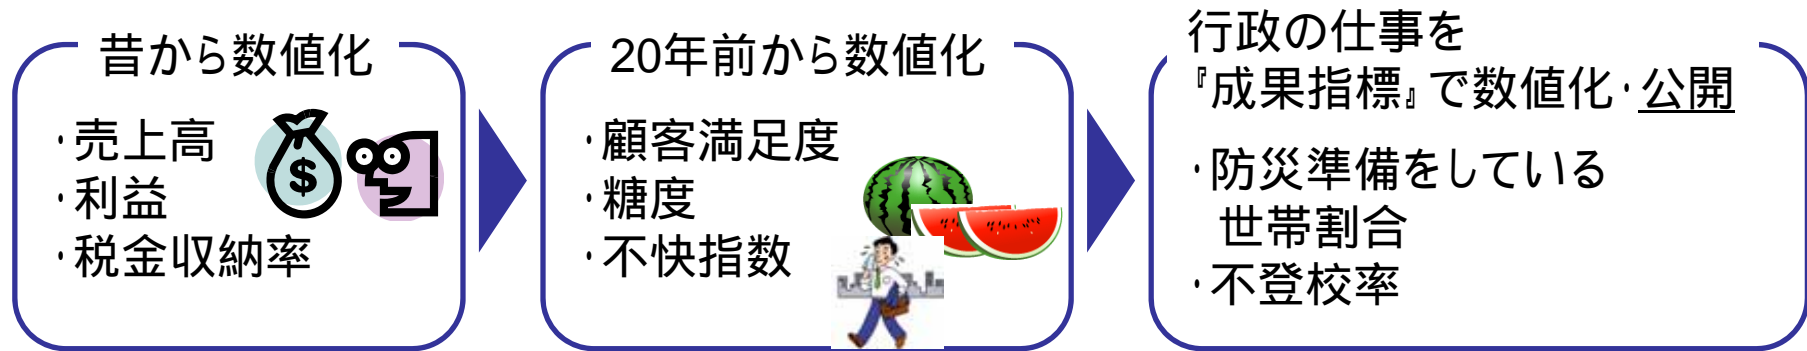 昔から数値化
・売上高
・利益
・税金収納率
$
20年前から数値化
・顧客満足度
・糖度
・不快指数
行政の仕事を
『成果指標』で数値化・公開
・防災準備をしている
世帯割合
・不登校率